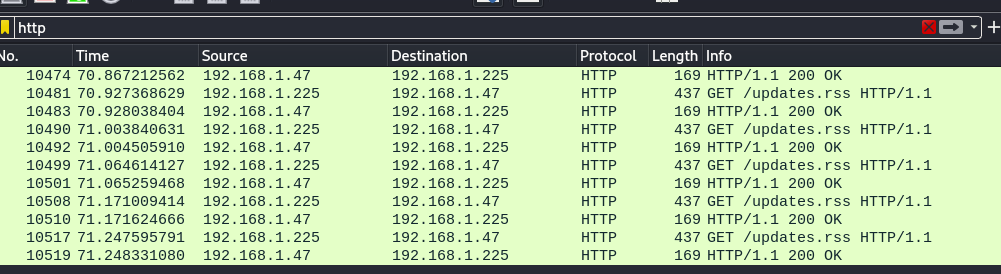 http
No. Time Source Destination Protocol Length Info
10474 70.867212562 192.168.1.47 192.168.1.225 HTTP 169 HTTP/1.1 200 OK
10481 70.927368629 192.168.1.225 192.168.1.47 HTTP 437 GET /updates.rss HTTP/1.1
10483 70.928038404 192.168.1.47 192.168.1.225 HTTP 169 HTTP/1.1 200 OK
10490 71.003840631 192.168.1.225 192.168.1.47 HTTP 437 GET /updates.rss HTTP/1.1
10492 71.004505910 192.168.1.47 192.168.1.225 HTTP 169 HTTP/1.1 200 OK
10499 71.064614127 192.168.1.225 192.168.1.47 HTTP 437 GET /updates.rss HTTP/1.1
10501 71.065259468 192.168.1.47 192.168.1.225 HTTP 169 HTTP/1.1 200 OK
10508 71.171009414 192.168.1.225 192.168.1.47 HTTP 437 GET /updates.rss HTTP/1.1
10510 71.171624666 192.168.1.47 192.168.1.225 HTTP 169 HTTP/1.1 200 OK
10517 71.247595791 192.168.1.225 192.168.1.47 HTTP 437 GET /updates.rss HTTP/1.1
10519 71.248331080 192.168.1.47 192.168.1.225 HTTP 169 HTTP/1.1 200 OK